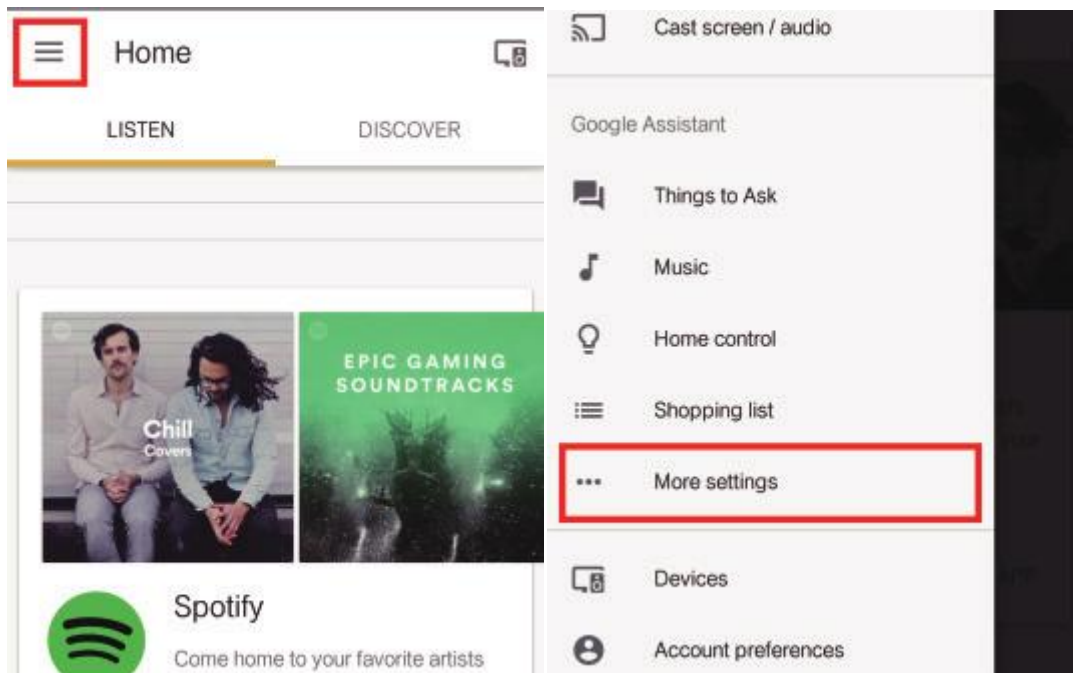 Home
LISTEN
DISCOVER
Chill
Covers
EPIC GAMING
SOUNDTRACKS
Spotify
Come home to your favorite artists
Cast screen / audio
Google Assistant
Things to Ask
Music
Home control
Shopping list
More settings
Devices
Account preferences